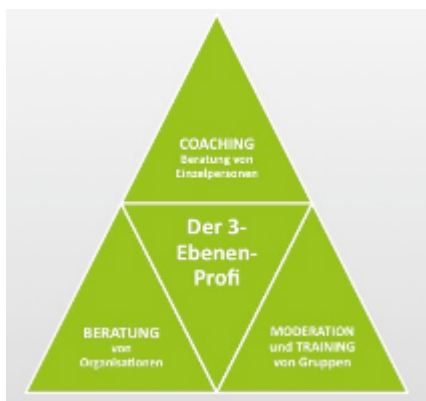 COACHING
Beratung von
Einzelpersonen
Der 3-
Ebenen-
Profi
BERATUNG
von
Organisationen
MODERATION
und TRAINING
von Gruppen